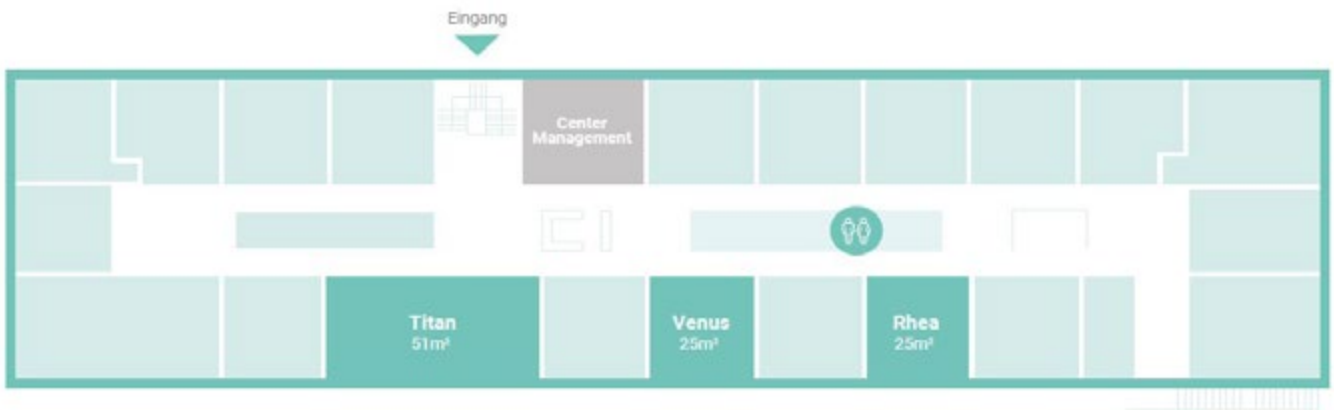 Eingang
Center
Management
Titan
51m²
Venus
25m²
Rhea
25m²